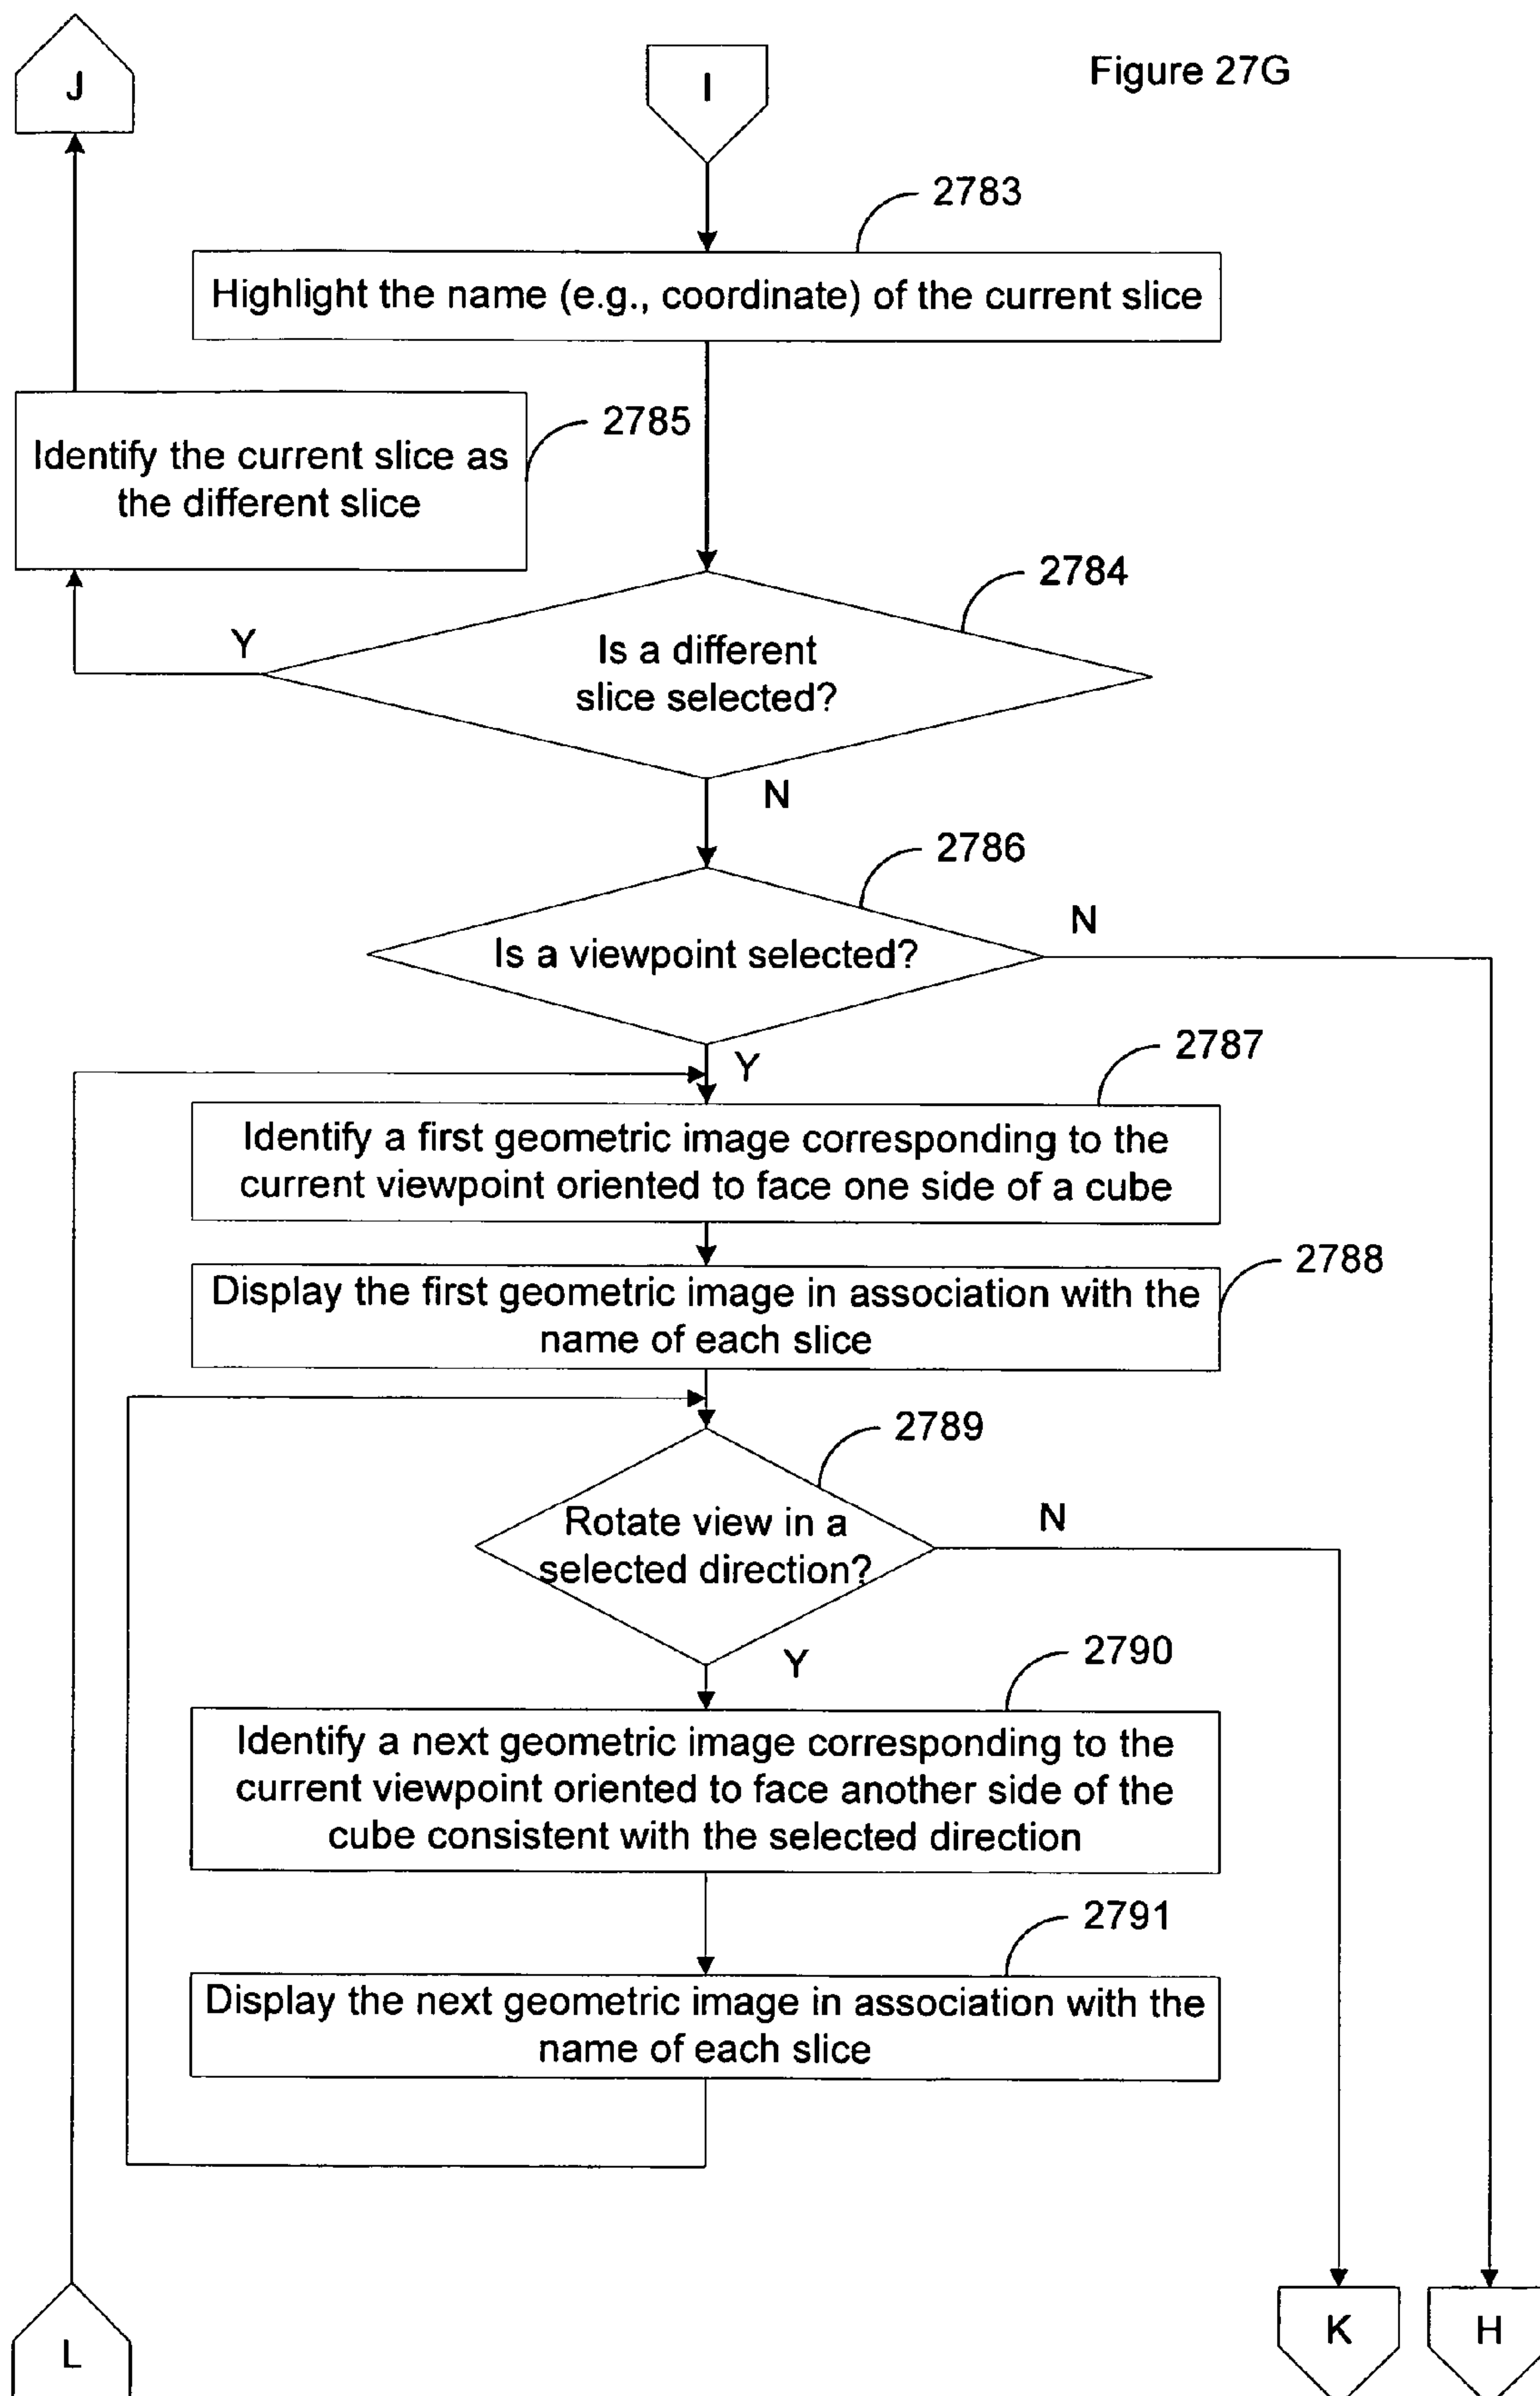 J
I
Figure 27G
2783
Highlight the name (e.g., coordinate) of the current slice
2785
Identify the current slice as
the different slice
2784
Y
Is a different
slice selected?
N
2786
N
Is a viewpoint selected?
2787
Y
Identify a first geometric image corresponding to the
current viewpoint oriented to face one side of a cube
2788
Display the first geometric image in association with the
name of each slice
2789
N
Rotate view in a
selected direction?
2790
Y
Identify a next geometric image corresponding to the
current viewpoint oriented to face another side of the
cube consistent with the selected direction
2791
Display the next geometric image in association with the
name of each slice
L
K
H